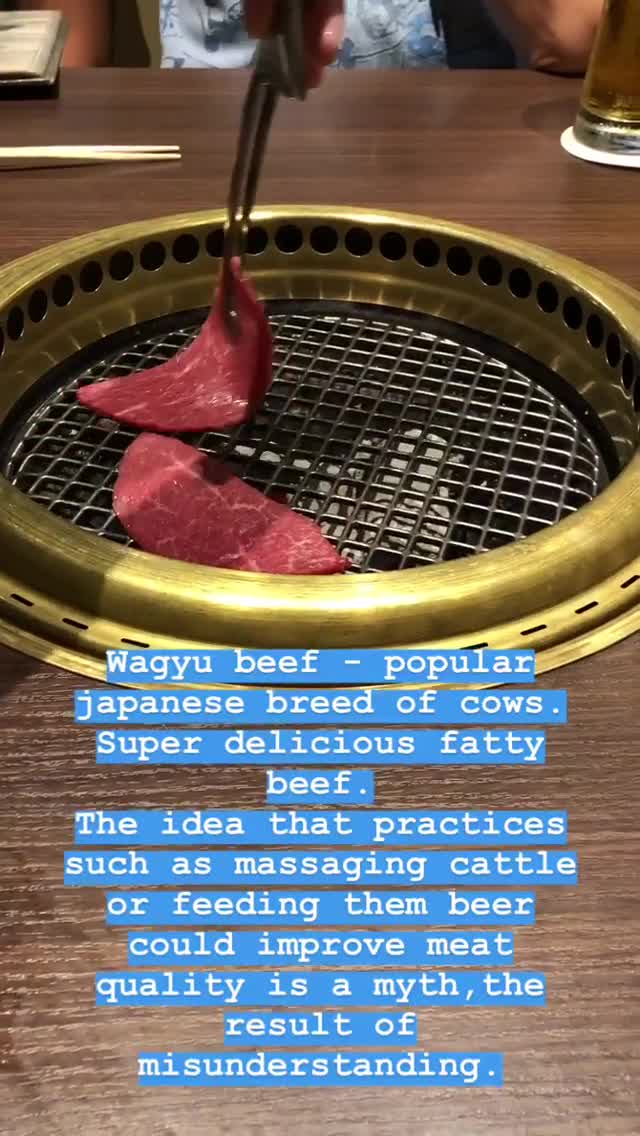 Wagyu beef - popular
japanese breed of cows.
Super delicious fatty
beef.
The idea that practices
such as massaging cattle
or feeding them beer
could improve meat
quality is a myth,the
result of
misunderstanding.